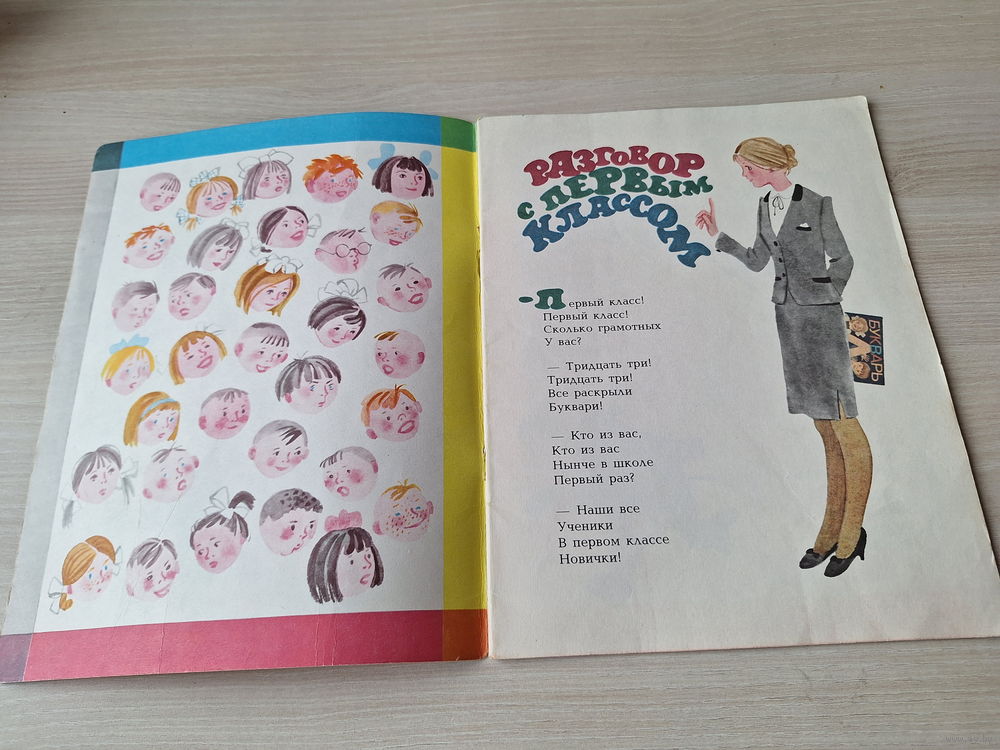 РАЗГОВОР
С ПЕРВЫМ
КЛАССОМ
-Первый класс!
Первый класс!
Сколько грамотных
У вас?
— Тридцать три!
Тридцать три!
Все раскрыли
Буквари!
— Кто из вас,
Кто из вас
Нынче в школе
Первый раз?
— Наши все
Ученики
В первом классе
Новички!
БУКВАРЬ
А